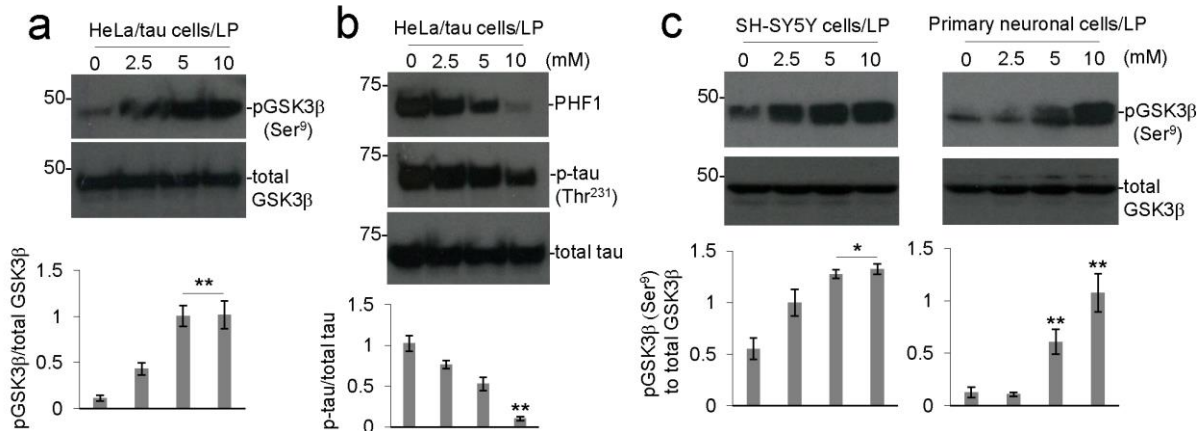 a
HeLa/tau cells/LP
0 2.5 5 10
50-
-pGSK3β
(Ser⁹)
50-
-total
GSK3β
pGSK3β/total GSK3β
1.5
1
0.5
0
**
b
HeLa/tau cells/LP
0 2.5 5 10 (mM)
75-
-PHF1
75-
-p-tau
(Thr²³¹)
75-
-total tau
p-tau/total tau
1.5
1
0.5
0
**
c
SH-SY5Y cells/LP
0 2.5 5 10
50-
50-
pGSK3β (Ser⁹)
to total GSK3β
1.5
1
0.5
0
*
Primary neuronal cells/LP
0 2.5 5 10 (mM)
50-
-pGSK3β
(Ser⁹)
-total
GSK3β
1.5
1
0.5
0
**
**